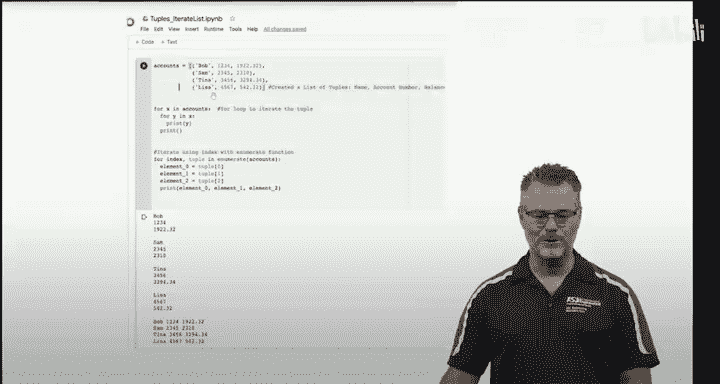 Tuples_IterateList.ipynb
File Edit View Insert Runtime Tools Help All changes saved
+ Code + Text
accounts = [('Bob', 1234, 1922.32),
('Sam', 2345, 2310),
('Tina', 3456, 3294.34),
('Lisa', 4567, 542.32)] #Created a List of Tuples: Name, Account Number, Balance
for x in accounts: #for loop to iterate the tuple
for y in x:
print(y)
print()
#Iterate using index with enumerate function
for index, tuple in enumerate(accounts):
element_0 = tuple[0]
element_1 = tuple[1]
element_2 = tuple[2]
print(element_0, element_1, element_2)
Bob
1234
1922.32
Sam
2345
2310
Tina
3456
3294.34
Lisa
4567
542.32
Bob 1234 1922.32
Sam 2345 2310
Tina 3456 3294.34
Lisa 4567 542.32